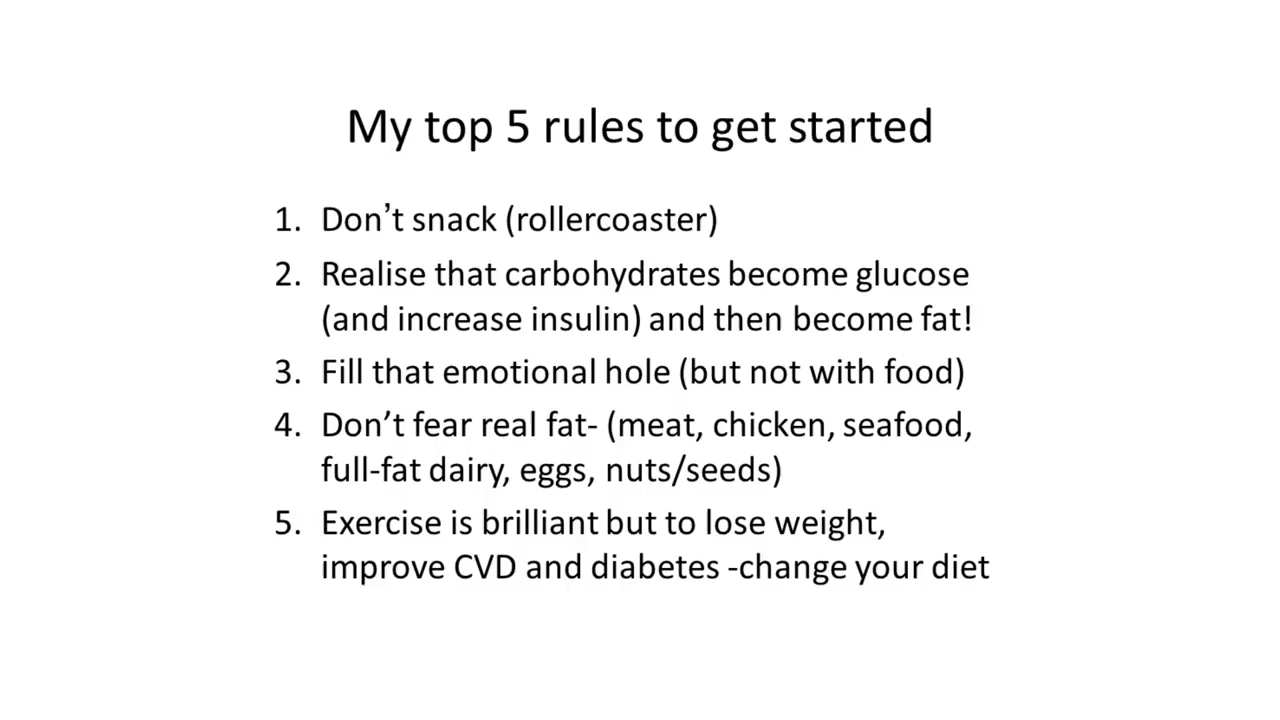 My top 5 rules to get started
1. Don’t snack (rollercoaster)
2. Realise that carbohydrates become glucose
(and increase insulin) and then become fat!
3. Fill that emotional hole (but not with food)
4. Don’t fear real fat- (meat, chicken, seafood,
full-fat dairy, eggs, nuts/seeds)
5. Exercise is brilliant but to lose weight,
improve CVD and diabetes -change your diet